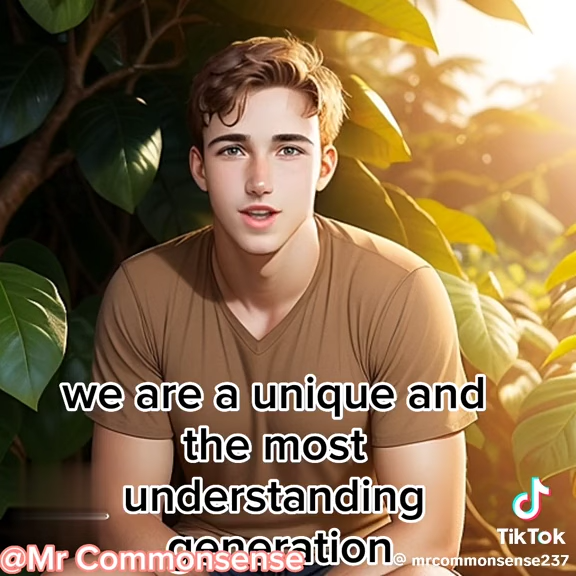 we are a unique and
the most
understanding
generation
@Mr Commonsense
TikTok
@ mrcommonsense237